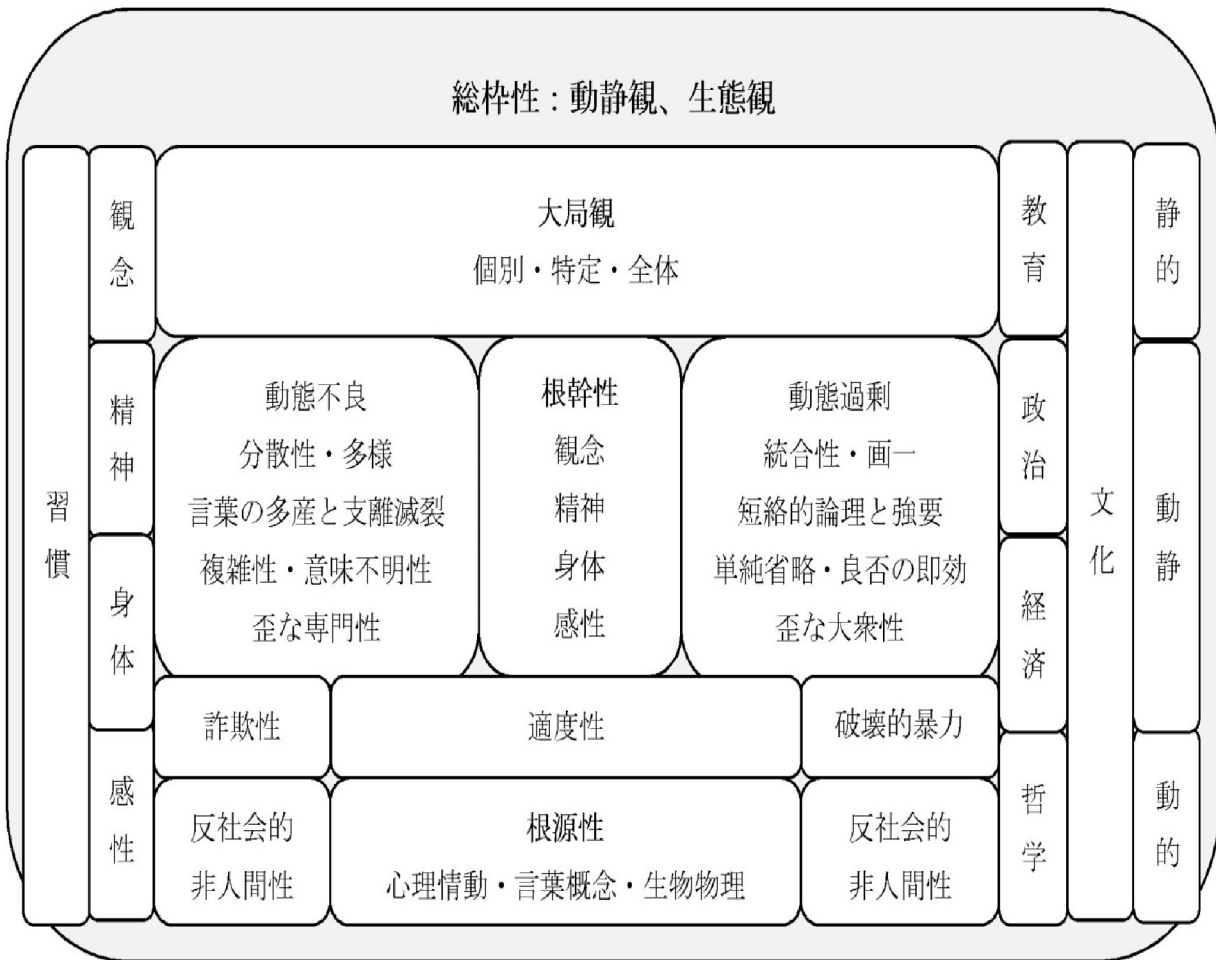 総枠性：動静観、生態観
習慣
観念
精神
身体
感性
大局観
個別・特定・全体
動態不良
分散性・多様
言葉の多産と支離滅裂
複雑性・意味不明性
歪な専門性
根幹性
観念
精神
身体
感性
動態過剰
統合性・画一
短絡的論理と強要
単純省略・良否の即効
歪な大衆性
詐欺性
適度性
破壊的暴力
反社会的
非人間性
根源性
心理情動・言葉概念・生物物理
反社会的
非人間性
教育
政治
経済
哲学
文化
静的
動静
動的